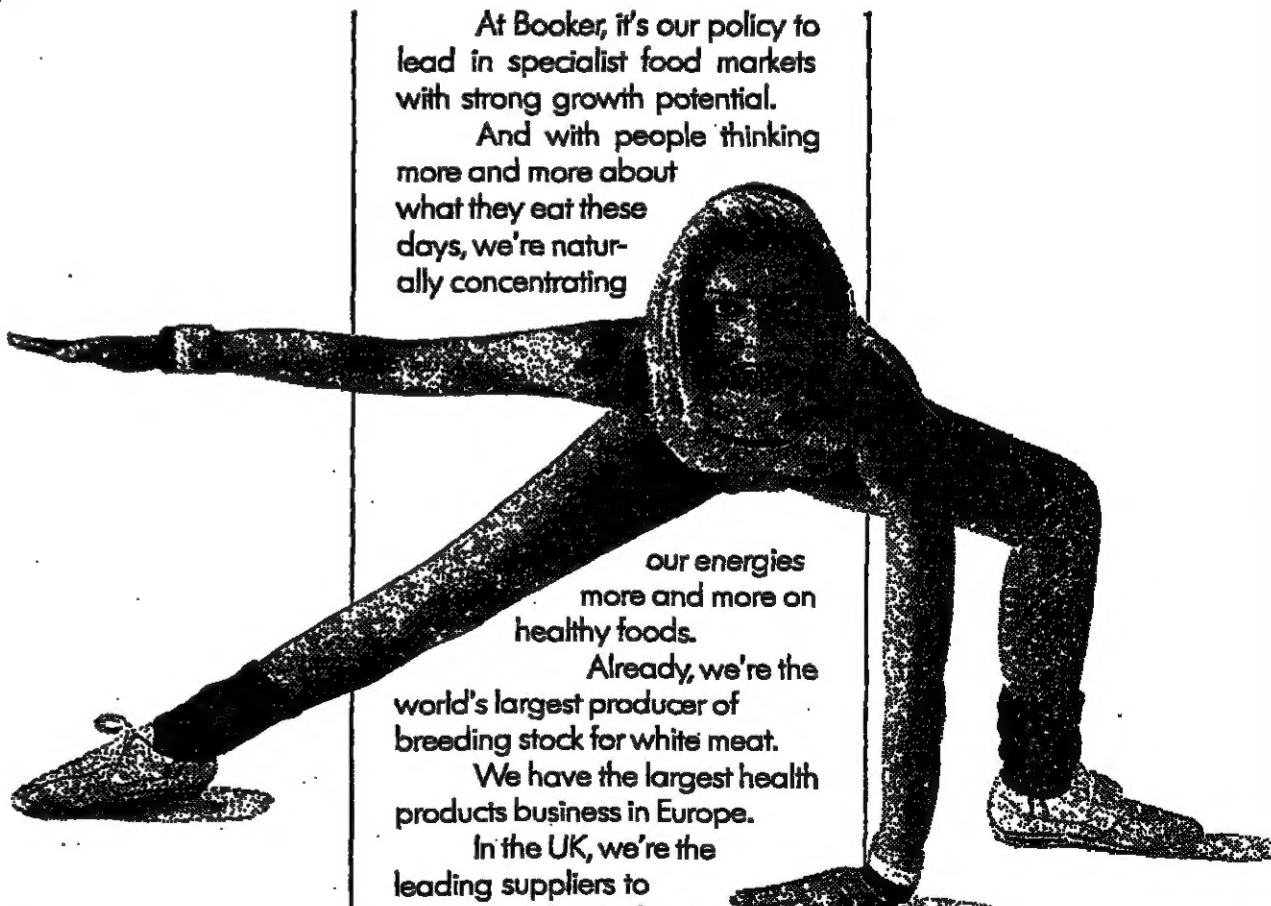 At Booker, it's our policy to
lead in specialist food markets
with strong growth potential.
And with people thinking
more and more about
what they eat these
days, we're natur-
ally concentrating
our energies
more and more on
healthy foods.
Already, we're the
world's largest producer of
breeding stock for white meat.
We have the largest health
products business in Europe.
In the UK, we're the
leading suppliers to